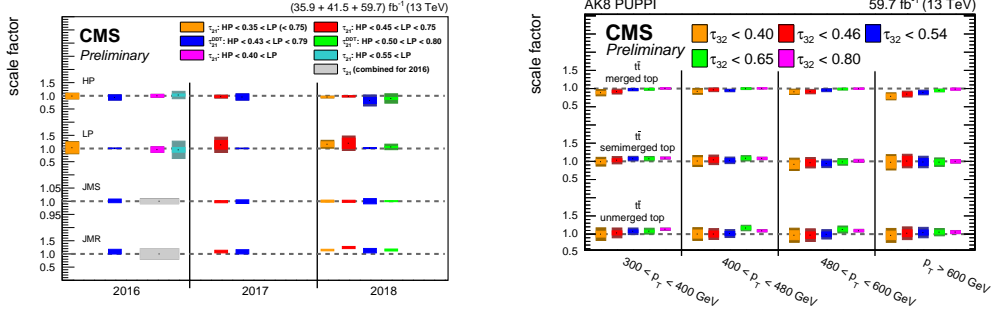 (35.9 + 41.5 + 59.7) fb⁻¹ (13 TeV)
scale factor
CMS
Preliminary
τ₂₁: HP < 0.35 < LP (< 0.75)
τ₂₁: HP < 0.45 < LP < 0.75
τ₂₁ᴰᴰᵀ: HP < 0.43 < LP < 0.79
τ₂₁ᴰᴰᵀ: HP < 0.50 < LP < 0.80
τ₂₁: HP < 0.40 < LP
τ₂₁: HP < 0.55 < LP
τ₂₁ (combined for 2016)
HP
1.5
1.0
0.5
LP
1.5
1.0
0.5
JMS
1.05
1.0
0.95
JMR
1.5
1.0
0.5
2016 2017 2018
AK8 PUPPI 59.7 fb⁻¹ (13 TeV)
scale factor
CMS
Preliminary
τ₃₂ < 0.40 τ₃₂ < 0.46 τ₃₂ < 0.54
τ₃₂ < 0.65 τ₃₂ < 0.80
tt̄
merged top
1.5
1.0
0.5
tt̄
semimerged top
1.5
1.0
tt̄
unmerged top
1.5
1.0
0.5
300 < p_T < 400 GeV
400 < p_T < 480 GeV
480 < p_T < 600 GeV
p_T > 600 GeV